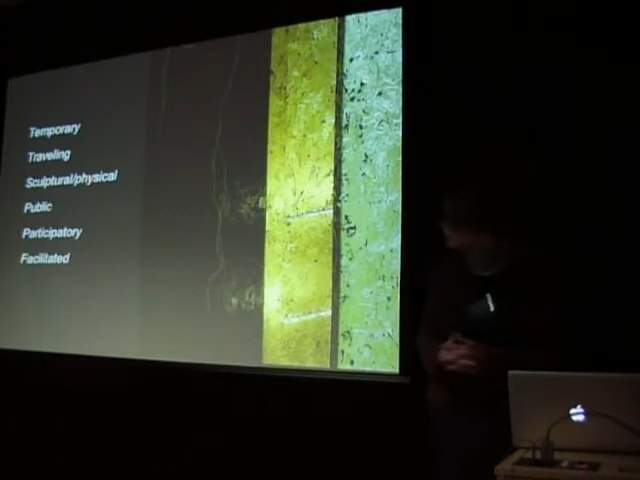 Temporary
Traveling
Sculptural/physical
Public
Participatory
Facilitated